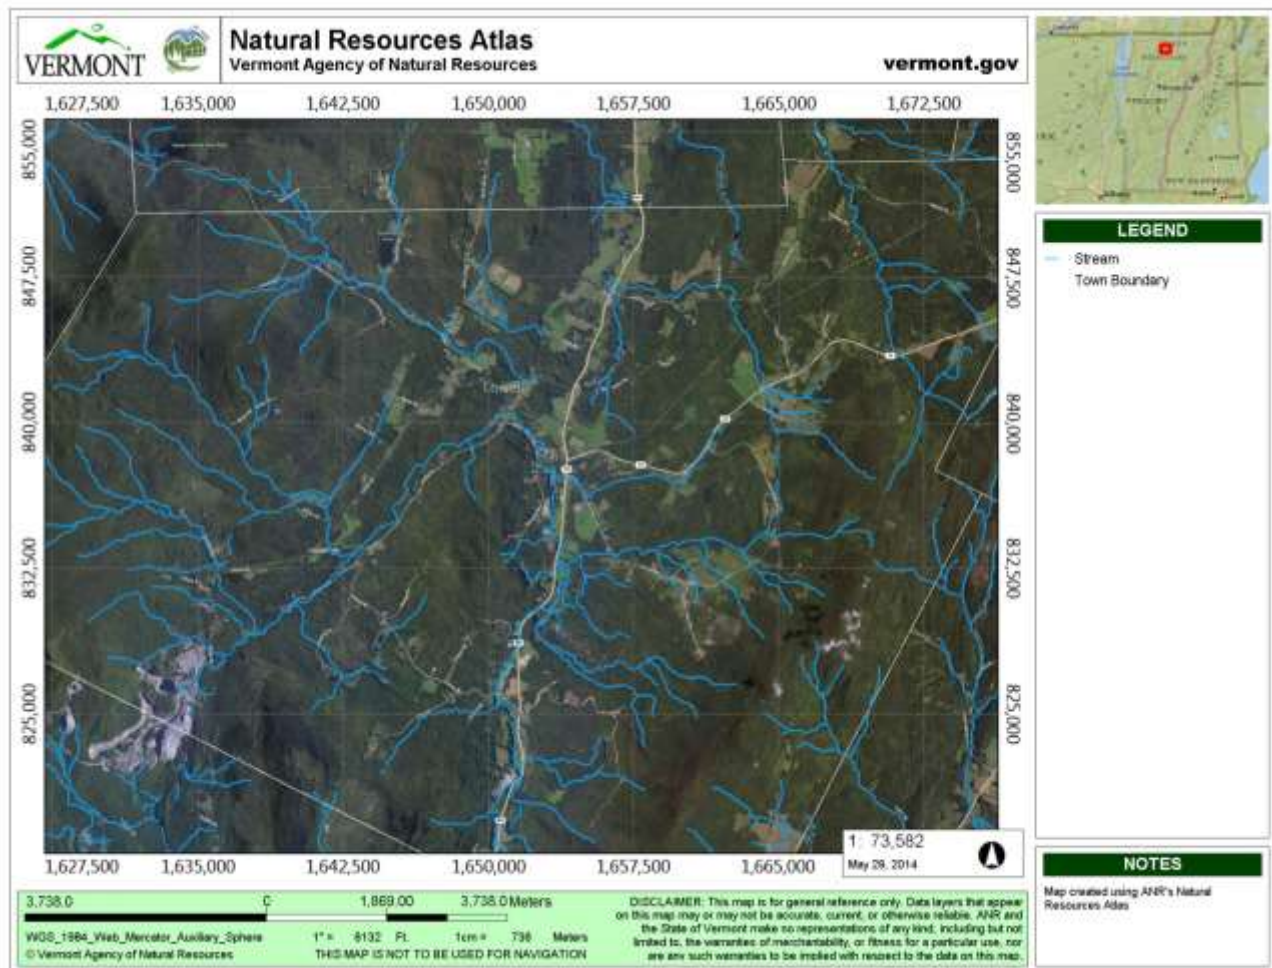 VERMONT
Natural Resources Atlas
Vermont Agency of Natural Resources
vermont.gov
1,627,500 1,635,000 1,642,500 1,650,000 1,657,500 1,665,000 1,672,500
855,000
847,500
840,000
832,500
825,000
855,000
847,500
840,000
832,500
825,000
1,627,500 1,635,000 1,642,500 1,650,000 1,657,500 1,665,000
1: 73,582
May 29, 2014
LEGEND
Stream
Town Boundary
NOTES
Map created using ANR's Natural
Resources Atlas
3,738.0 0 1,869.00 3,738.0 Meters
WGS_1984_Web_Mercator_Auxiliary_Sphere 1" = 6132 Ft. 1cm = 736 Meters
© Vermont Agency of Natural Resources THIS MAP IS NOT TO BE USED FOR NAVIGATION
DISCLAIMER: This map is for general reference only. Data layers that appear
on this map may or may not be accurate, current, or otherwise reliable. ANR and
the State of Vermont make no representations of any kind, including but not
limited to, the warranties of merchantability, or fitness for a particular use, nor
are any such warranties to be implied with respect to the data on this map.